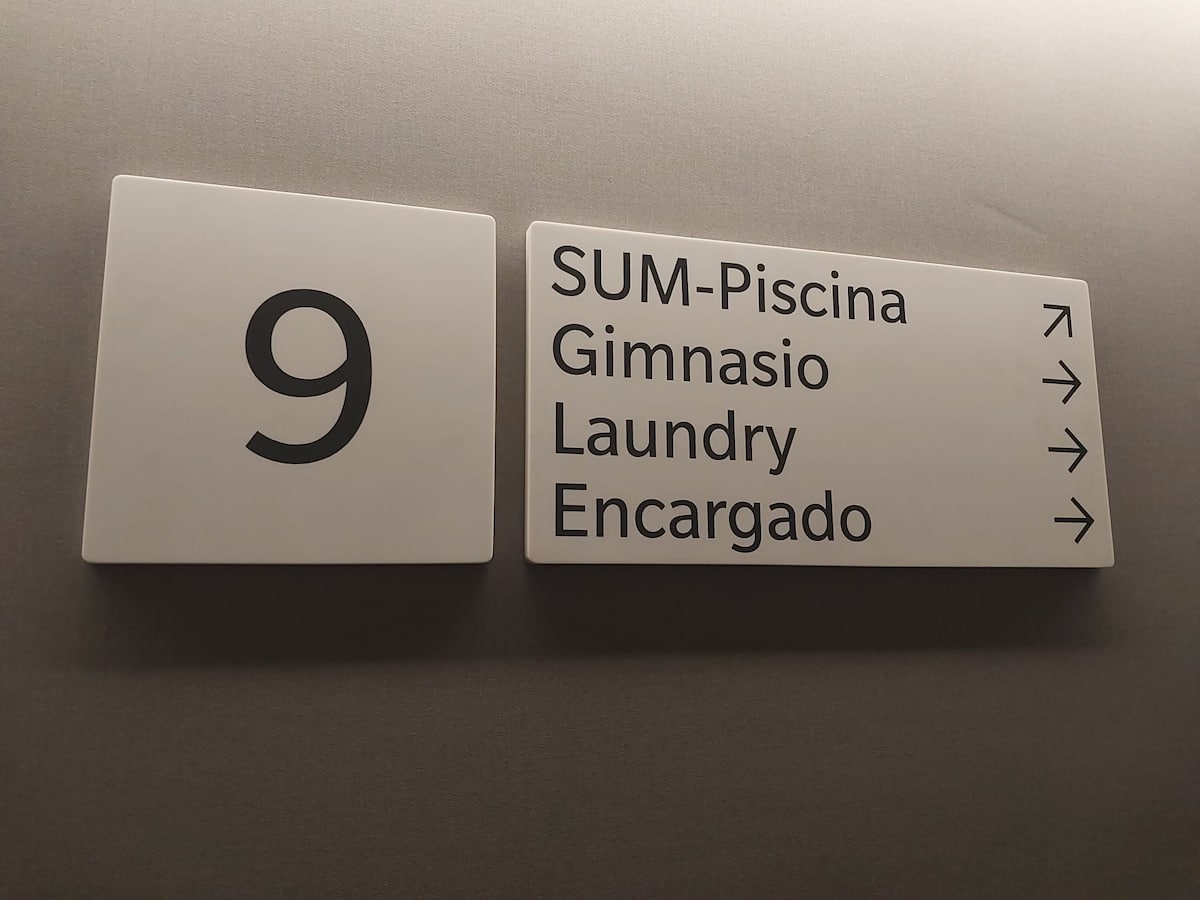 9
SUM-Piscina ↗
Gimnasio →
Laundry →
Encargado →